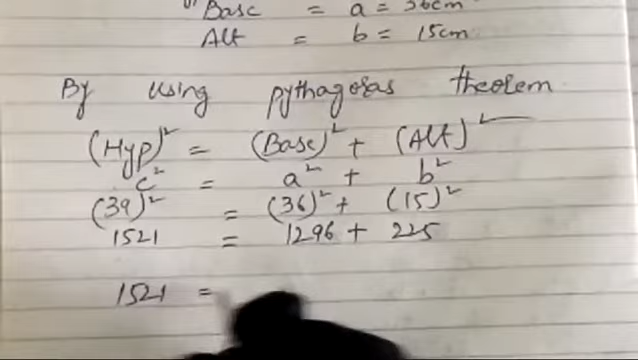 Base = a = 36cm
Alt = b = 15cm
By using pythagoras theorem
(Hyp)² = (Base)² + (Alt)²
c² = a² + b²
(39)² = (36)² + (15)²
1521 = 1296 + 225
1521 =